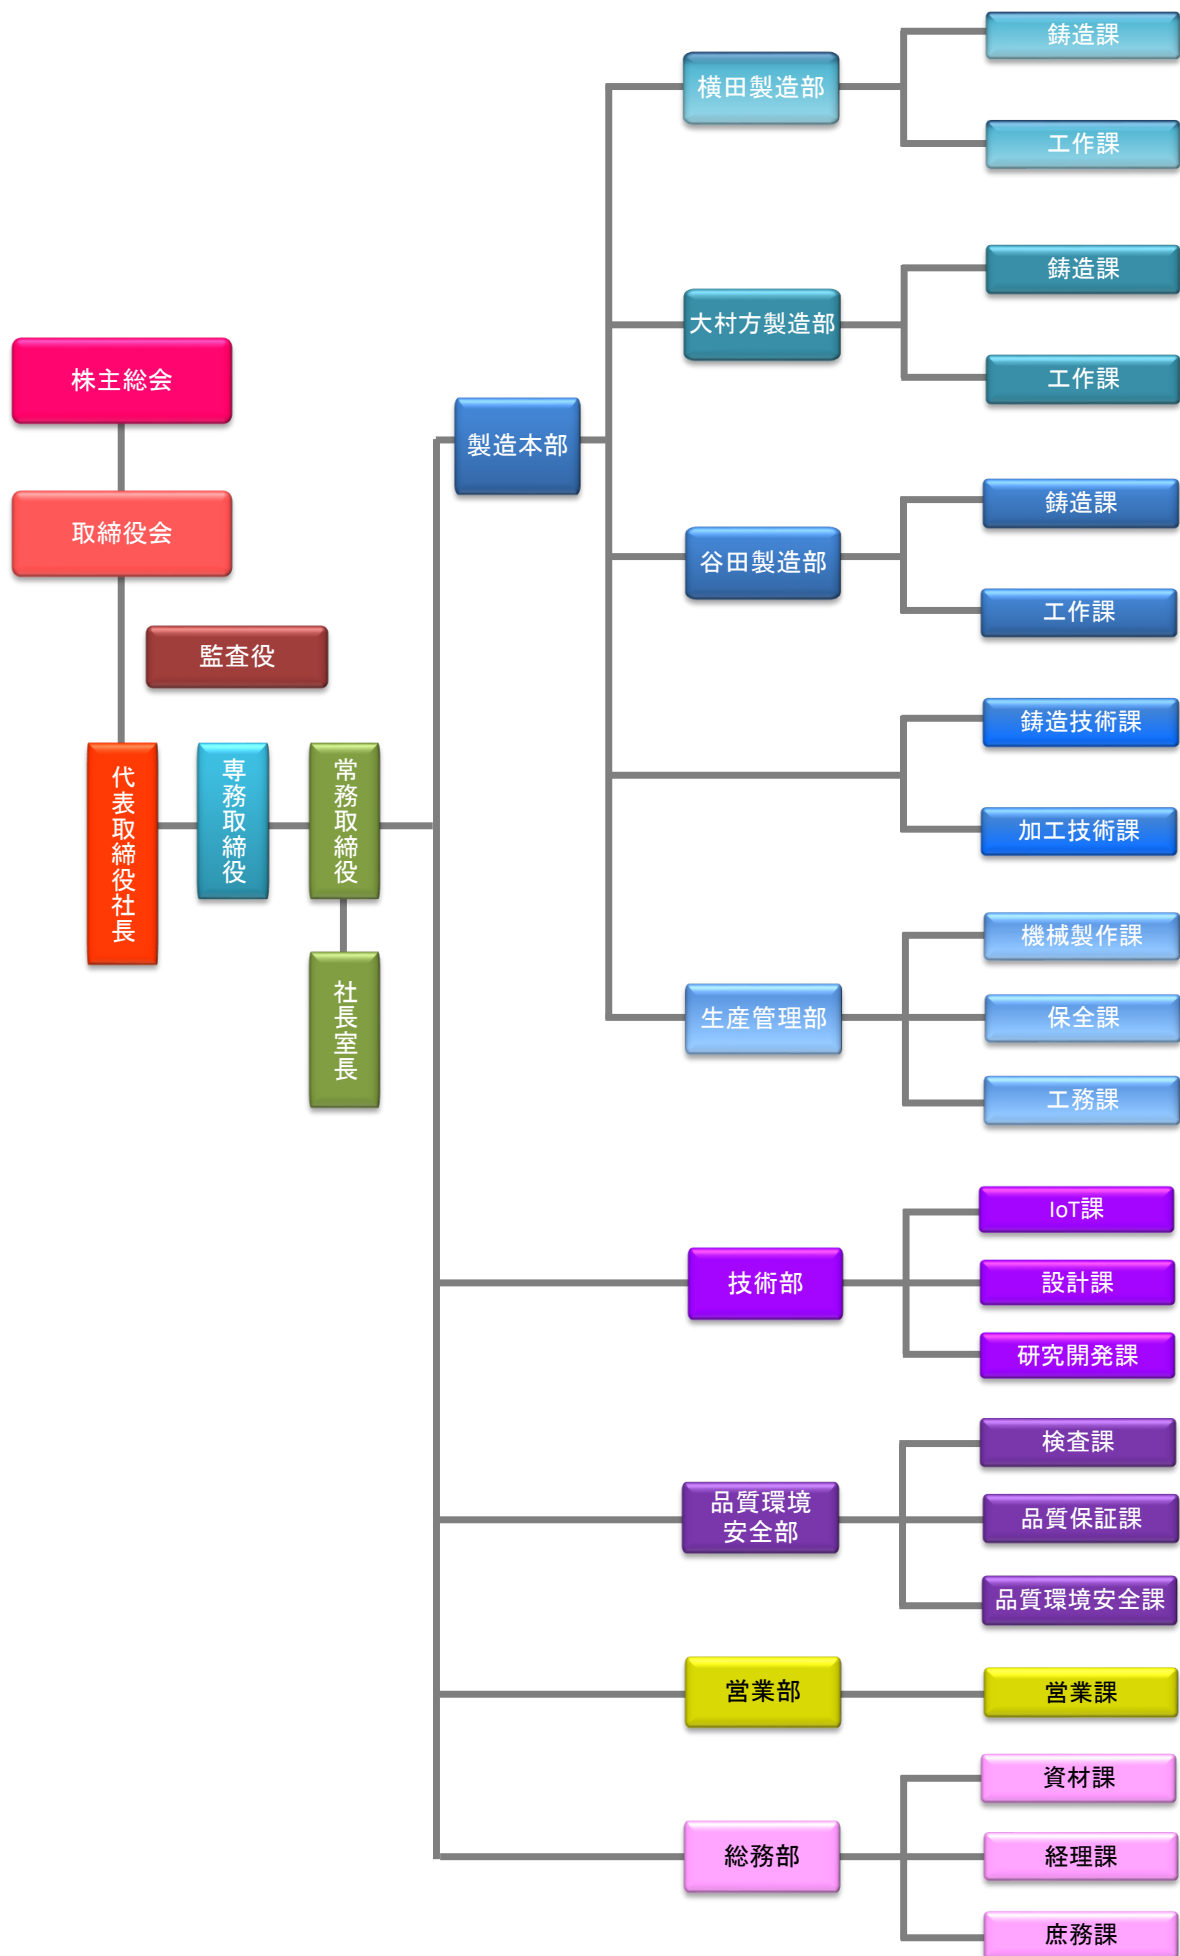 株主総会
取締役会
監査役
代表取締役社長
専務取締役
常務取締役
社長室長
製造本部
横田製造部
鋳造課
工作課
大村方製造部
鋳造課
工作課
谷田製造部
鋳造課
工作課
鋳造技術課
加工技術課
生産管理部
機械製作課
保全課
工務課
技術部
IoT課
設計課
研究開発課
品質環境
安全部
検査課
品質保証課
品質環境安全課
営業部
営業課
総務部
資材課
経理課
庶務課